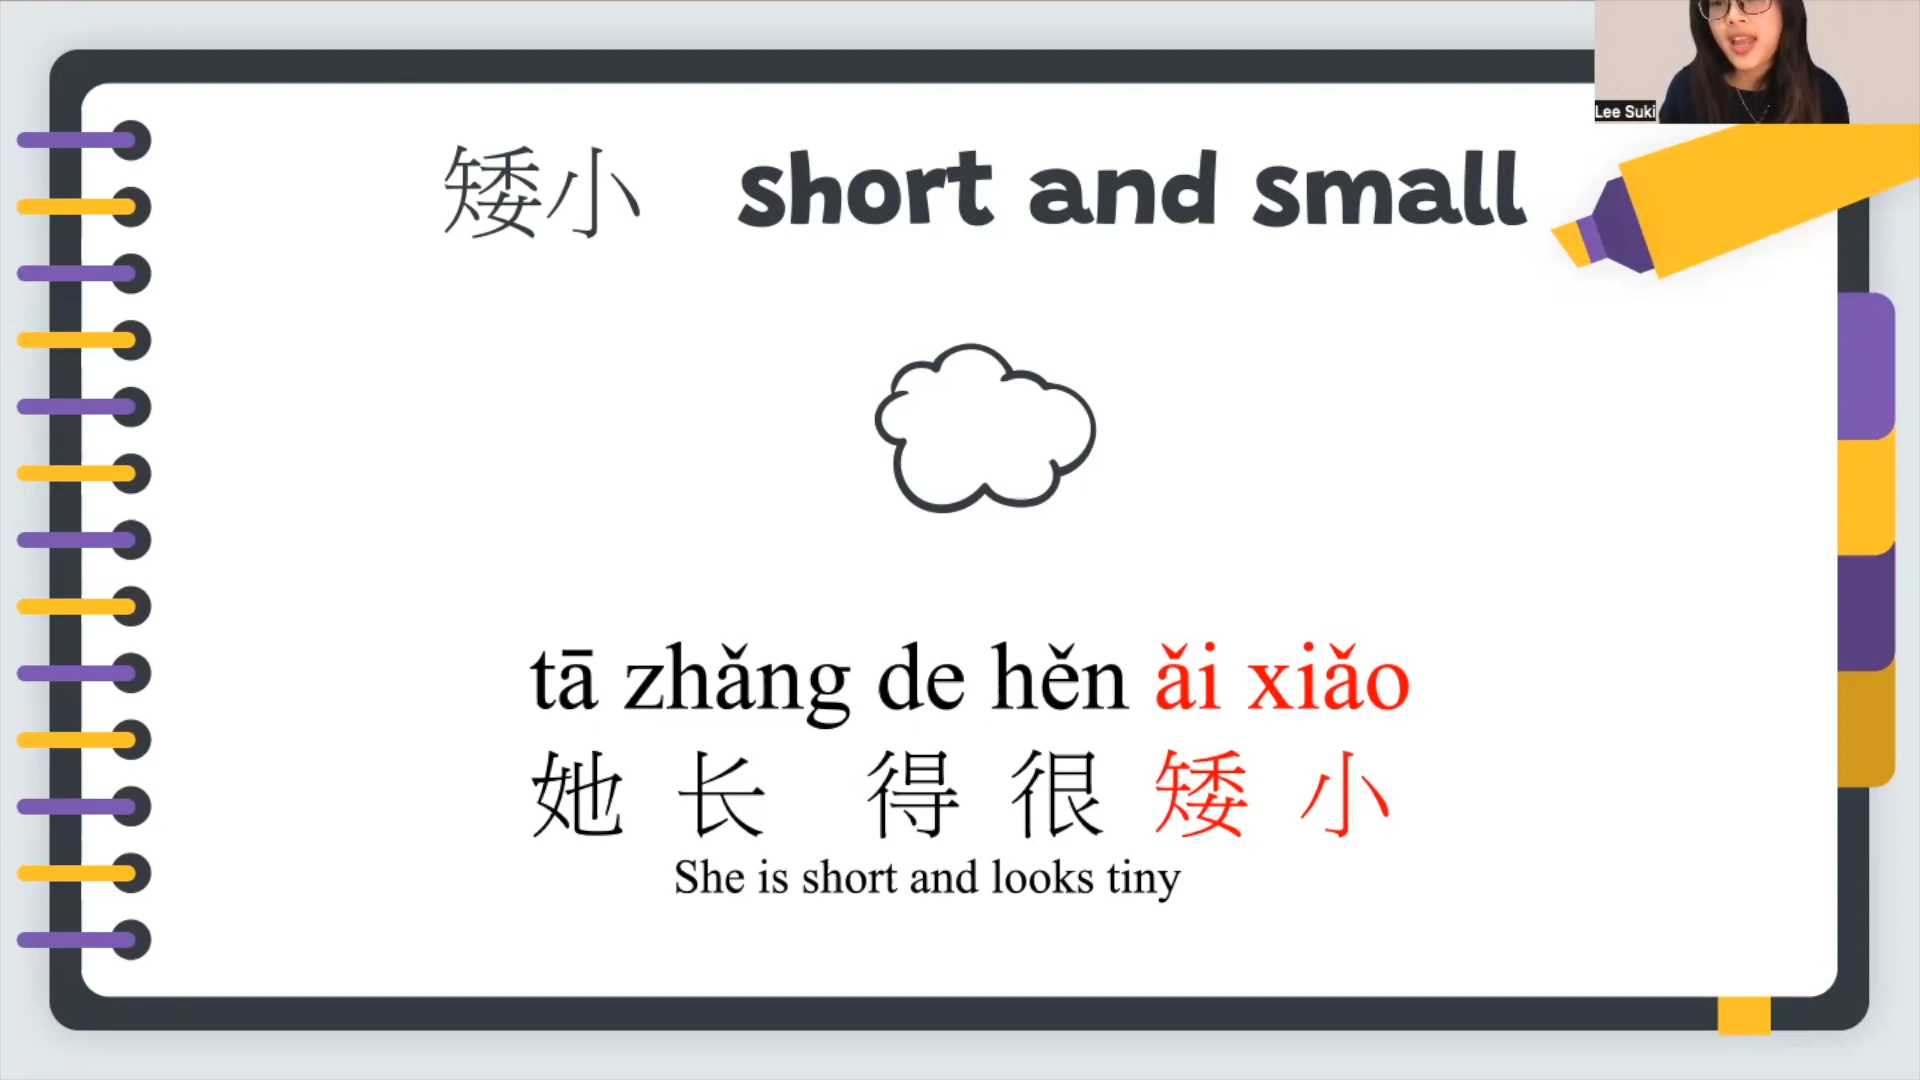 Lee Suki
矮小 short and small
tā zhǎng de hěn ǎi xiǎo
她 长 得 很 矮 小
She is short and looks tiny